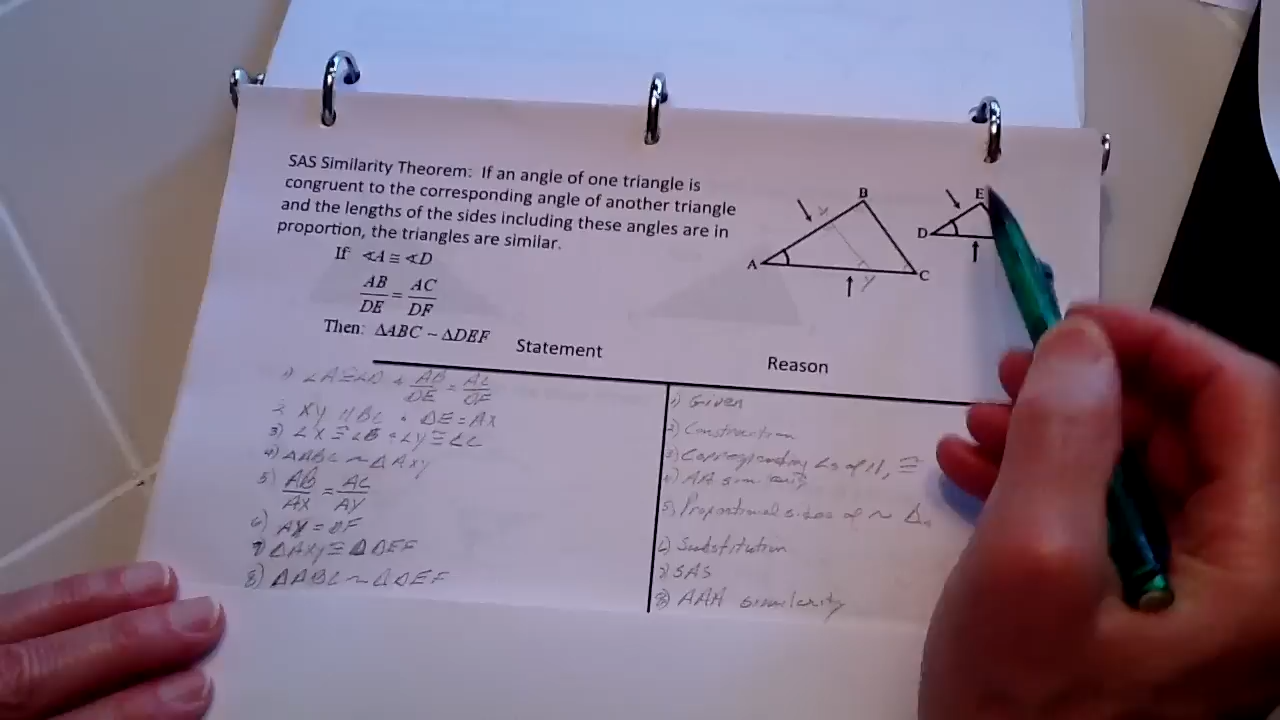 SAS Similarity Theorem: If an angle of one triangle is
congruent to the corresponding angle of another triangle
and the lengths of the sides including these angles are in
proportion, the triangles are similar.
If ∢A ≅ ∢D
AB/DE = AC/DF
Then: ΔABC ~ ΔDEF
B
E
X
D
A
C
Y
Statement
Reason
1) ∠A ≅ ∠D + AB/DE = AC/DF
2 XY || BC + DE = AX
3) ∠X ≅ ∠B + ∠Y ≅ ∠C
4) ΔABC ~ ΔAXY
5) AB/AX = AC/AY
6) AY = DF
7) ΔAXY ≅ ΔDEF
8) ΔABC ~ ΔDEF
1) Given
2) Construction
3) ∠s of ||, ≅
4) AA similarity
5) Proportional sides of ~ Δs
6) Substitution
7) SAS
8) similarity